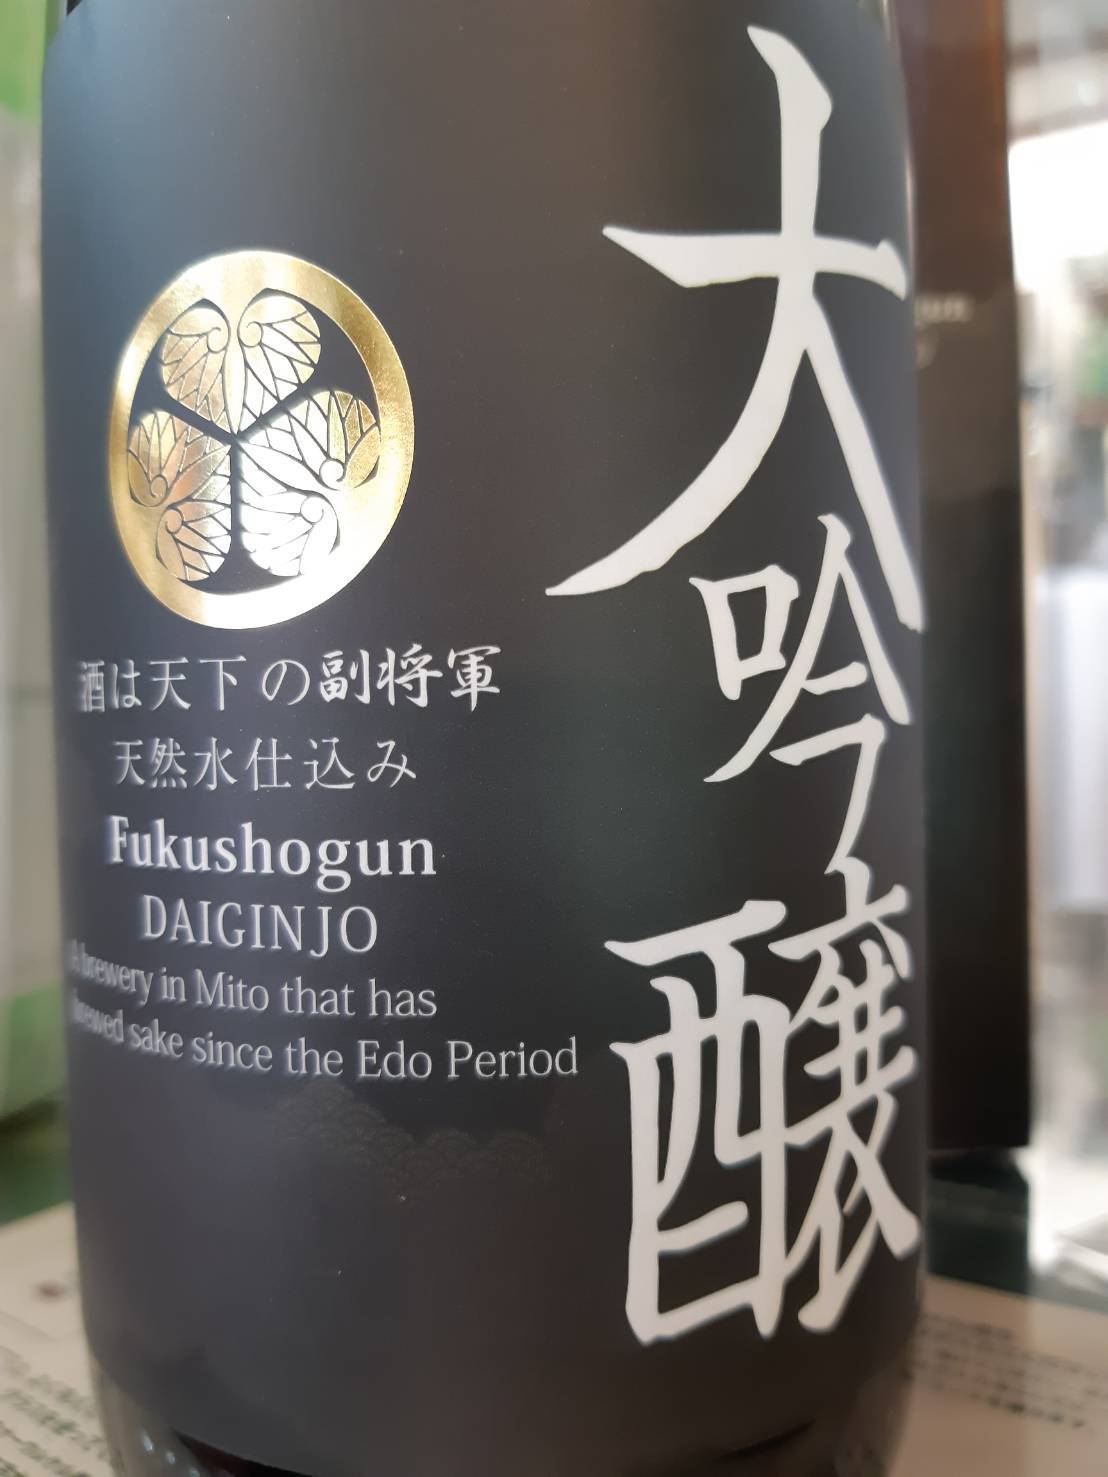 大吟醸
酒は天下の副将軍
天然水仕込み
Fukushogun
DAIGINJO
A brewery in Mito that has
brewed sake since the Edo Period